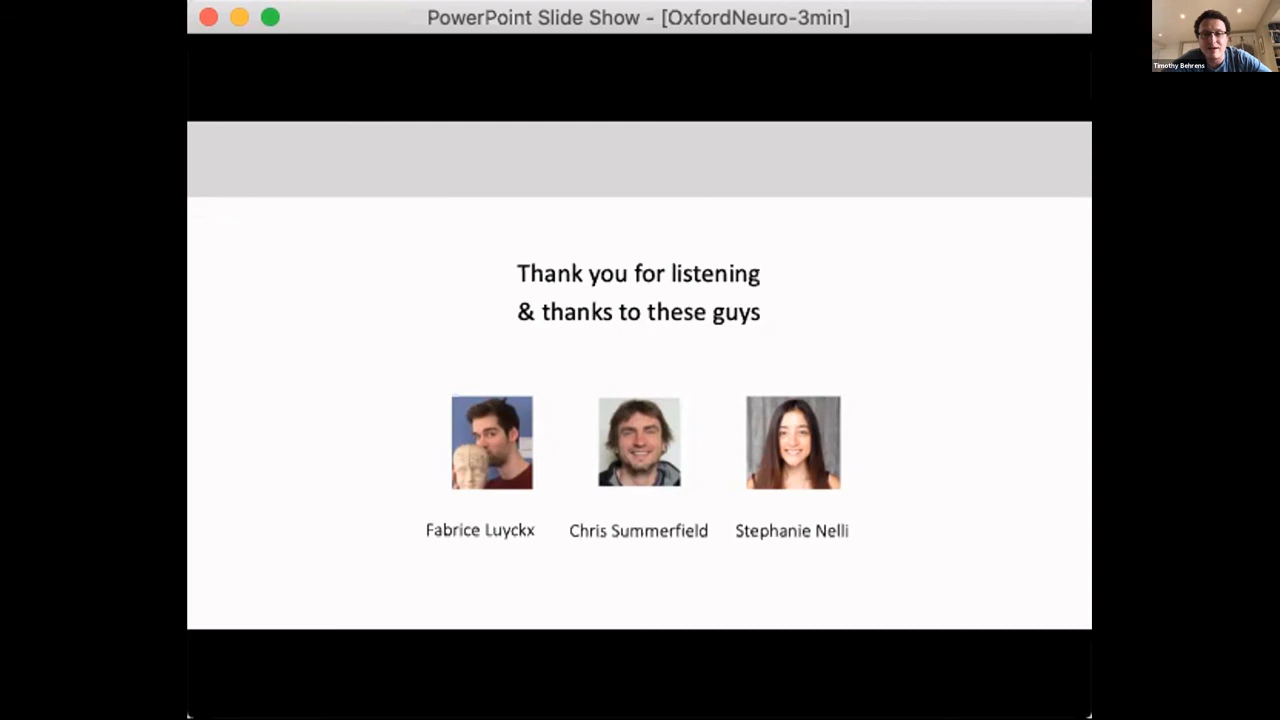 PowerPoint Slide Show - [OxfordNeuro-3min]
Timothy Behrens
Thank you for listening
& thanks to these guys
Fabrice Luyckx
Chris Summerfield
Stephanie Nelli